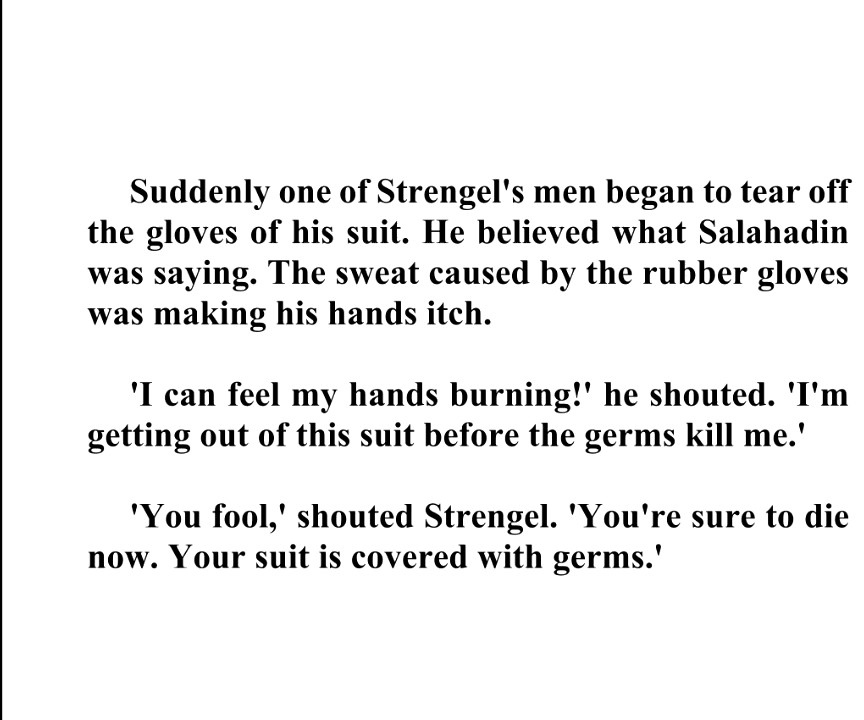 Suddenly one of Strengel's men began to tear off
the gloves of his suit. He believed what Salahadin
was saying. The sweat caused by the rubber gloves
was making his hands itch.
'I can feel my hands burning!' he shouted. 'I'm
getting out of this suit before the germs kill me.'
'You fool,' shouted Strengel. 'You're sure to die
now. Your suit is covered with germs.'